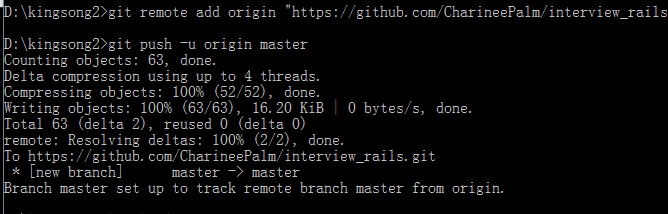 D:\kingsong2>git remote add origin "https://github.com/CharineePalm/interview_rails
D:\kingsong2>git push -u origin master
Counting objects: 63, done.
Delta compression using up to 4 threads.
Compressing objects: 100% (52/52), done.
Writing objects: 100% (63/63), 16.20 KiB | 0 bytes/s, done.
Total 63 (delta 2), reused 0 (delta 0)
remote: Resolving deltas: 100% (2/2), done.
To https://github.com/CharineePalm/interview_rails.git
 * [new branch]      master -> master
Branch master set up to track remote branch master from origin.